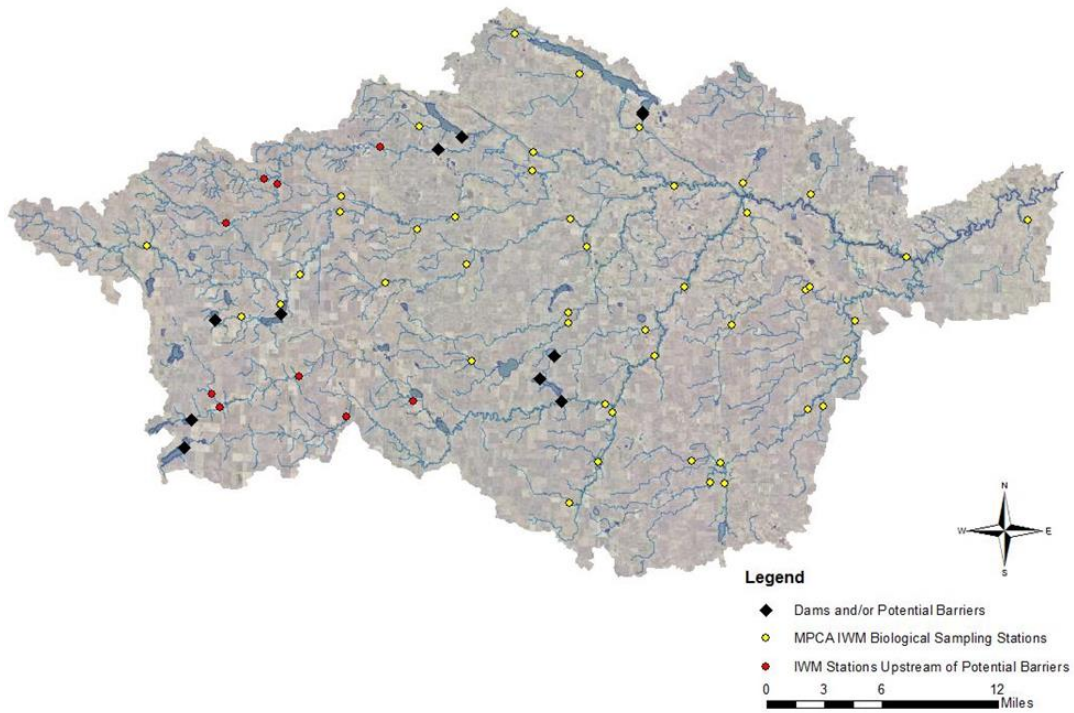 N
W E
S
Legend
Dams and/or Potential Barriers
MPCA IWM Biological Sampling Stations
IWM Stations Upstream of Potential Barriers
0 3 6 12
Miles